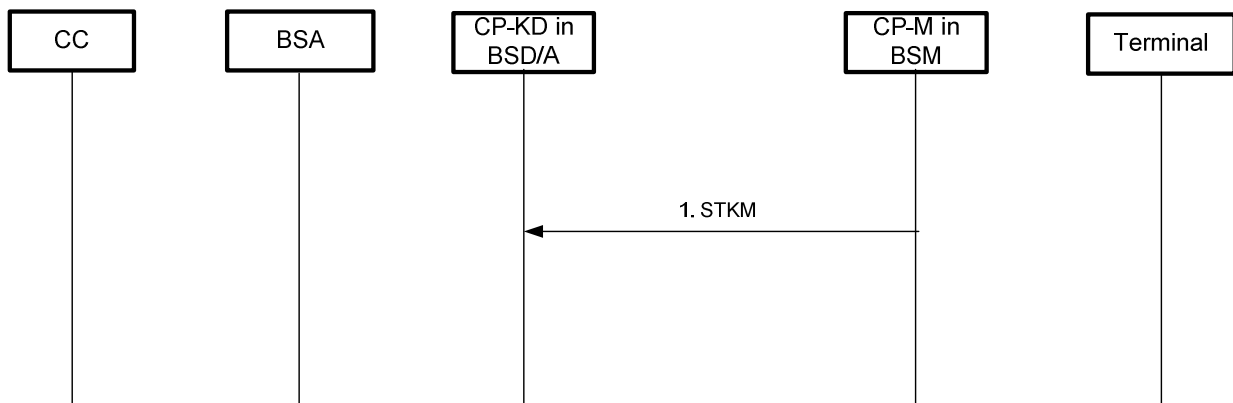 CC
BSA
CP-KD in
BSD/A
CP-M in
BSM
Terminal
1. STKM